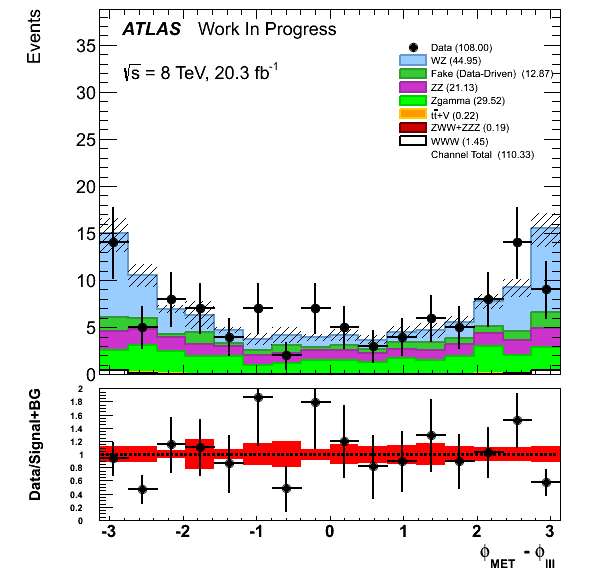 Events
ATLAS Work In Progress
√s = 8 TeV, 20.3 fb⁻¹
Data (108.00)
WZ (44.95)
Fake (Data-Driven) (12.87)
ZZ (21.13)
Zgamma (29.52)
tt̄+V (0.22)
ZWW+ZZZ (0.19)
WWW (1.45)
Channel Total (110.33)
35
30
25
20
15
10
5
0
Data/Signal+BG
2
1.8
1.6
1.4
1.2
1
0.8
0.6
0.4
0.2
0
-3 -2 -1 0 1 2 3
ϕMET - ϕlll